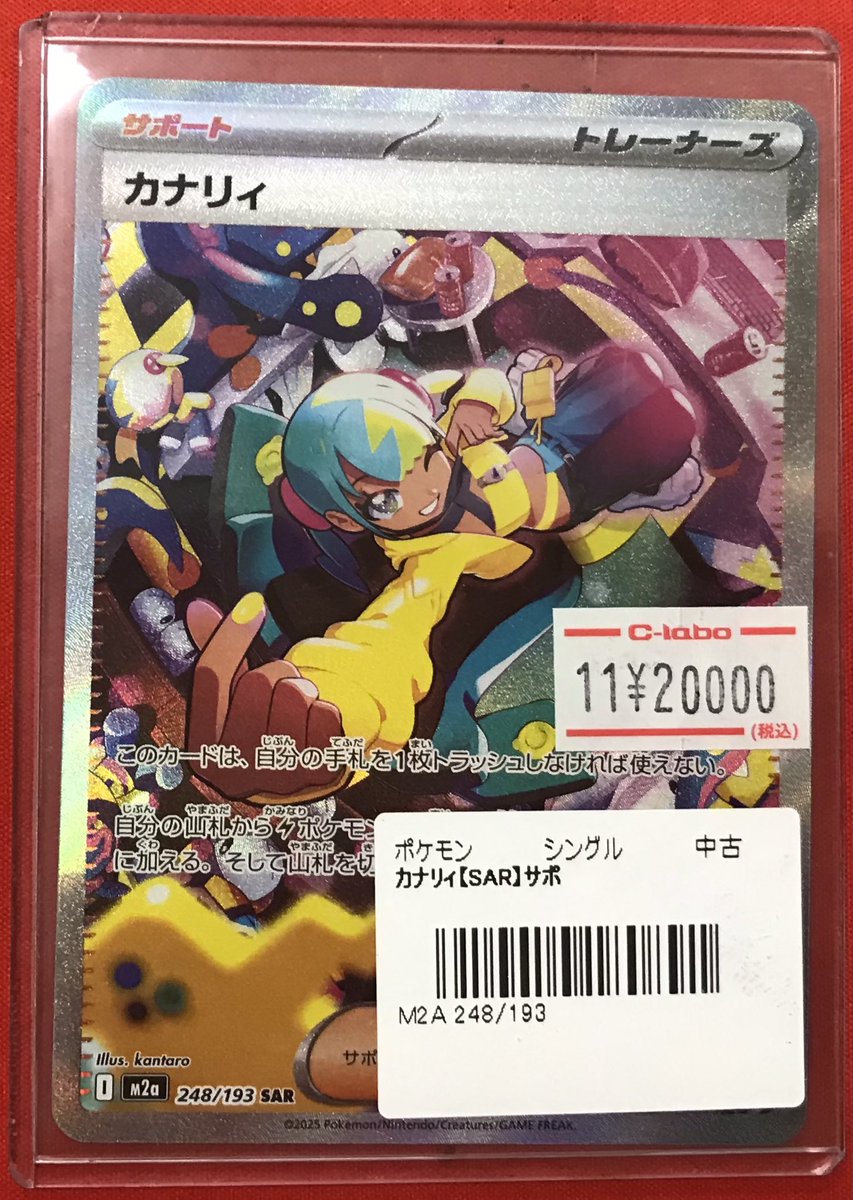 サポート
トレーナーズ
カナリィ
C-labo
11¥20000
(税込)
このカードは、自分の手札を1枚トラッシュしなければ使えない。
自分の山札から ポケモン
に加える。そして山札を切
ポケモン シングル 中古
カナリィ【SAR】サポ
M2A 248/193
サポ
Illus. kantaro
I m2a 248/193 SAR
©2025 Pokémon/Nintendo/Creatures/GAME FREAK.